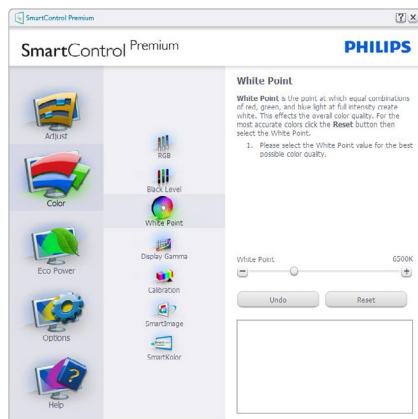 SmartControl Premium
SmartControl Premium
PHILIPS
Adjust
Color
Eco Power
Options
Help
RGB
Black Level
White Point
Display Gamma
Calibration
SmartImage
SmartKolor
White Point
White Point is the point at which equal combinations
of red, green, and blue light at full intensity create
white. This effects the overall color quality. For the
most accurate colors click the Reset button then
select the White Point.
1. Please select the White Point value for the best
possible color quality.
White Point 6500K
Undo Reset